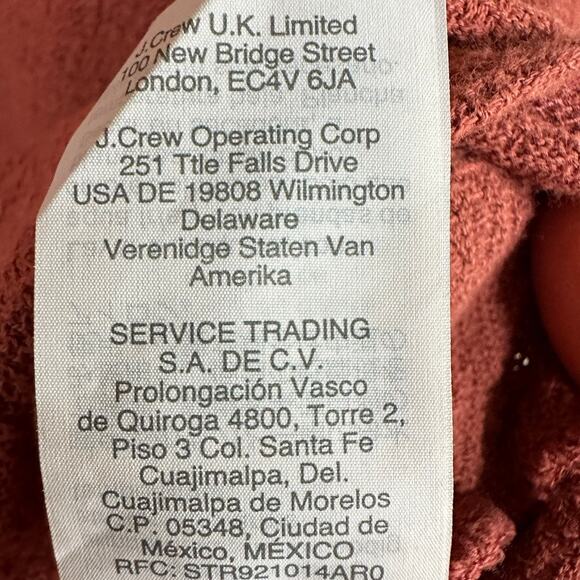 J.Crew U.K. Limited
100 New Bridge Street
London, EC4V 6JA
J.Crew Operating Corp
251 Ttle Falls Drive
USA DE 19808 Wilmington
Delaware
Verenidge Staten Van
Amerika
SERVICE TRADING
S.A. DE C.V.
Prolongación Vasco
de Quiroga 4800, Torre 2,
Piso 3 Col. Santa Fe
Cuajimalpa, Del.
Cuajimalpa de Morelos
C.P. 05348, Ciudad de
México, MÉXICO
RFC: STR921014AR0